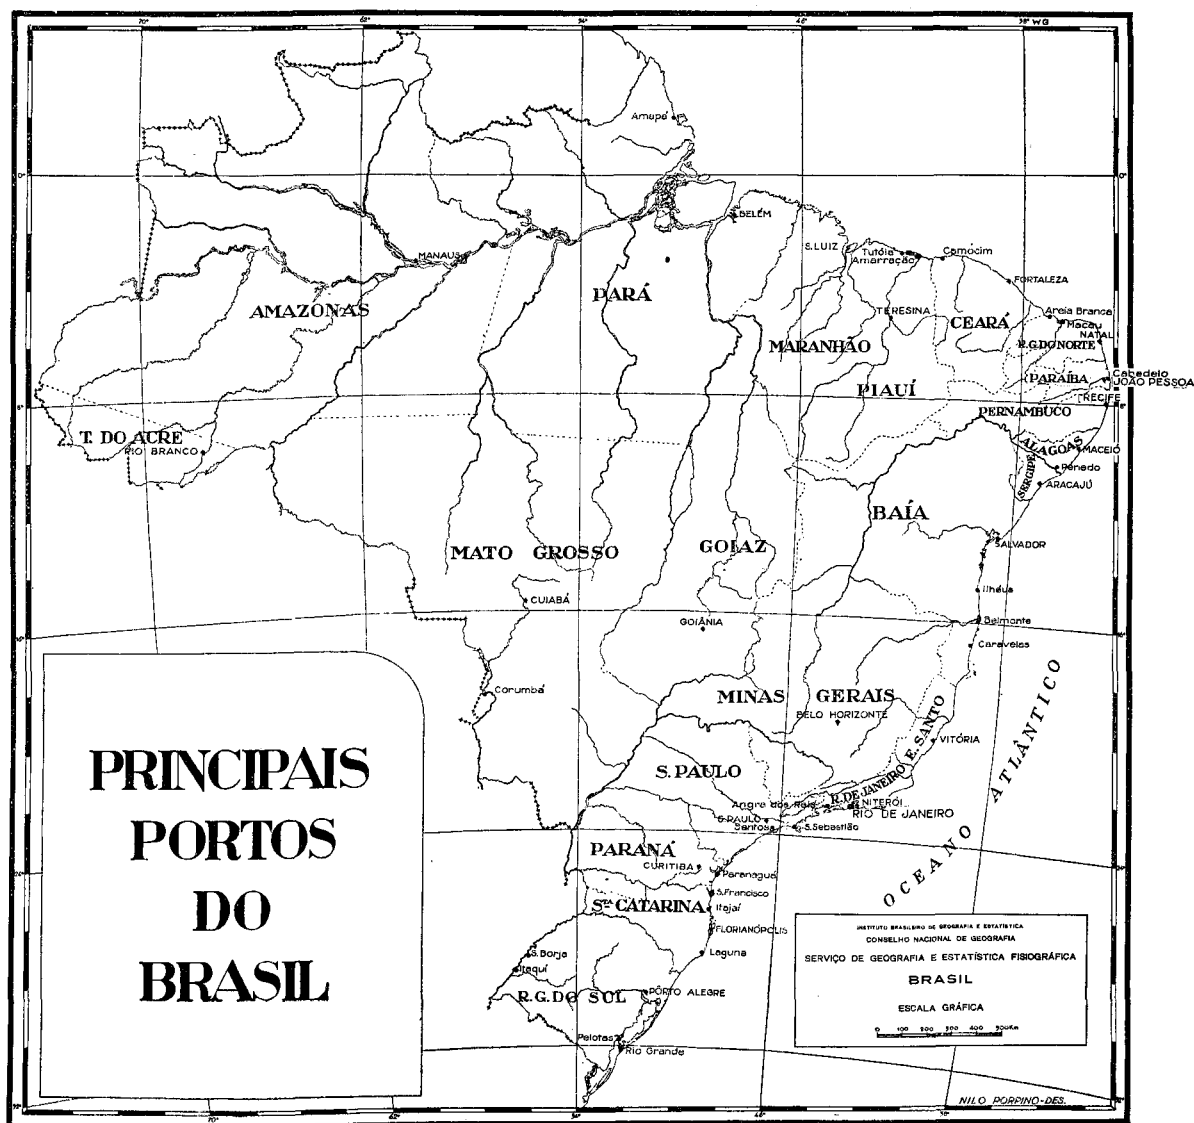 70°
W G
Amapá
0°
0°
BELÉM
MANAUS
S. LUIZ
Tutóia
Amarração
Camocim
FORTALEZA
AMAZONAS
PARÁ
TERESINA
CEARÁ
Areia Branca
Macau
NATAL
MARANHÃO
R.G.DO NORTE
PIAUÍ
PARAÍBA
Cabedelo
JOÃO PESSOA
RECIFE
PERNAMBUCO
T. DO ACRE
RIO BRANCO
ALAGOAS
MACEIÓ
Penedo
SERGIPE
ARACAJÚ
BAÍA
MATO GROSSO
GOIAZ
SALVADOR
CUIABÁ
Ilhéus
GOIÂNIA
Belmonte
Caravelas
Corumbá
MINAS GERAIS
BELO HORIZONTE
E. SANTO
VITÓRIA
OCEANO ATLÂNTICO
PRINCIPAIS
PORTOS
DO
BRASIL
S. PAULO
R. DE JANEIRO
Angra dos Reis
NITERÓI
RIO DE JANEIRO
S. PAULO
Santos
S. Sebastião
PARANÁ
CURITIBA
Paranaguá
S. Francisco
STA CATARINA
Itajaí
FLORIANÓPOLIS
Laguna
S. Borja
Itaquí
R.G.DO SUL
PÔRTO ALEGRE
Pelotas
Rio Grande
INSTITUTO BRASILEIRO DE GEOGRAFIA E ESTATÍSTICA
CONSELHO NACIONAL DE GEOGRAFIA
SERVIÇO DE GEOGRAFIA E ESTATÍSTICA FISIOGRÁFICA
BRASIL
ESCALA GRÁFICA
0 100 200 300 400 500Km
70°
NILO PORPINO-DES.